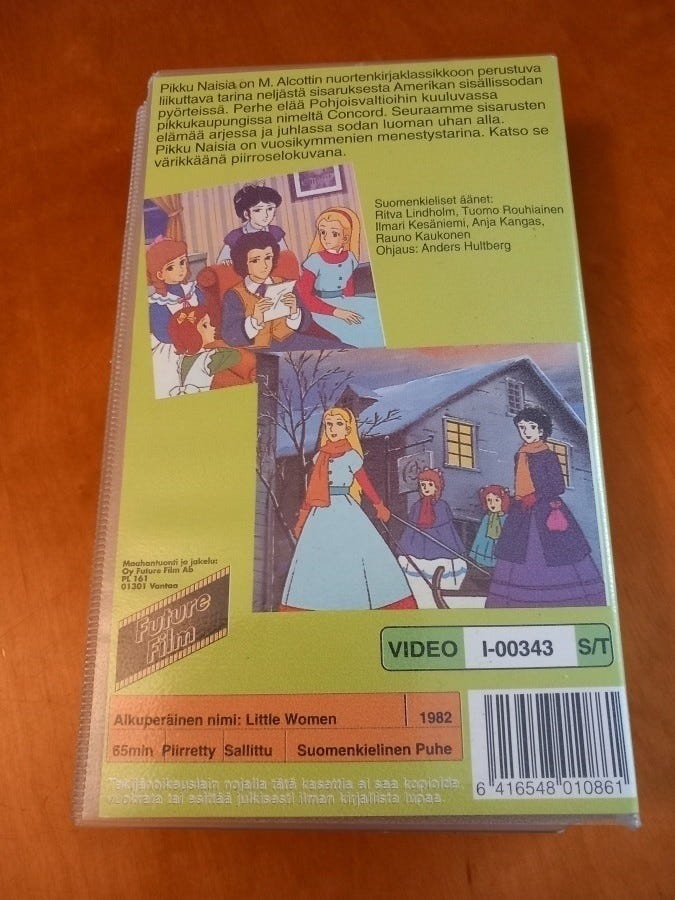 Pikku Naisia on M. Alcottin nuortenkirjaklassikkoon perustuva
liikuttava tarina neljästä sisaruksesta Amerikan sisällissodan
pyörteissä. Perhe elää Pohjoisvaltioihin kuuluvassa
pikkukaupungissa nimeltä Concord. Seuraamme sisarusten
elämää arjessa ja juhlassa sodan luoman uhan alla.
Pikku Naisia on vuosikymmenien menestystarina. Katso se
värikkäänä piirroselokuvana.
Suomenkieliset äänet:
Ritva Lindholm, Tuomo Rouhiainen
Ilmari Kesäniemi, Anja Kangas,
Rauno Kaukonen
Ohjaus: Anders Hultberg
Maahantuonti ja jakelu:
Oy Future Film Ab
PL 161
01301 Vantaa
Future
Film
VIDEO I-00343 S/T
Alkuperäinen nimi: Little Women 1982
65min Piirretty Sallittu Suomenkielinen Puhe
6 416548 010861
Tekijänoikeuslain nojalla tätä kasettia ei saa kopioida,
vuokrata tai esittää julkisesti ilman kirjallista lupaa.